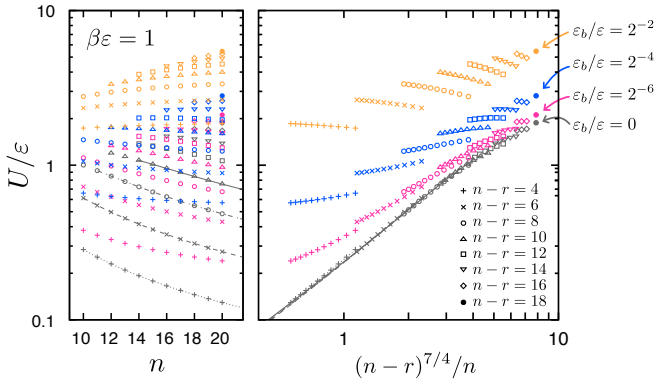 βε = 1
U/ε
10
1
0.1
10 12 14 16 18 20
n
1 10
(n − r)^{7/4}/n
ε_b/ε = 2^{-2}
ε_b/ε = 2^{-4}
ε_b/ε = 2^{-6}
ε_b/ε = 0
n − r = 4
n − r = 6
n − r = 8
n − r = 10
n − r = 12
n − r = 14
n − r = 16
n − r = 18